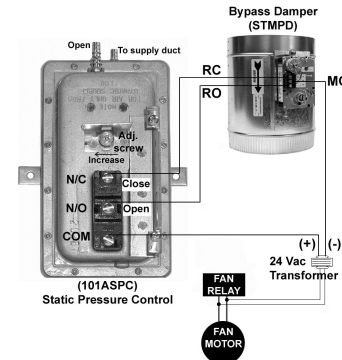 Bypass Damper
(STMPD)
Open
To supply duct
RC
RO
MC
Adj.
screw
Increase
N/C
Close
N/O
Open
COM
(+) (-)
24 Vac
Transformer
(101ASPC)
Static Pressure Control
FAN
RELAY
FAN
MOTOR